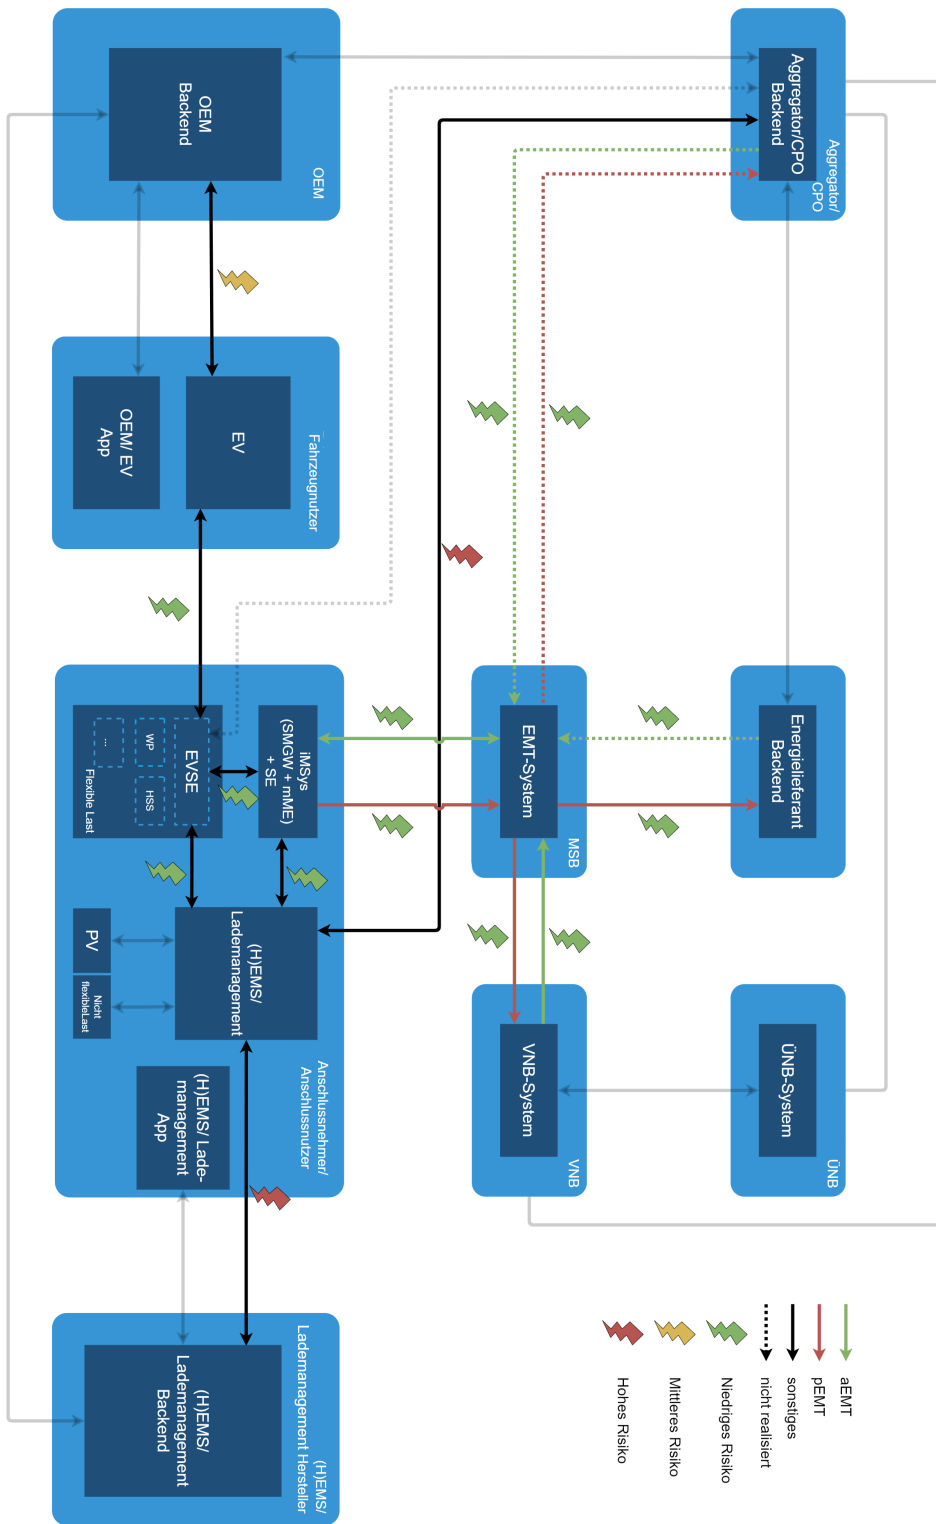 Aggregator/
CPO
Aggregator/CPO
Backend
Energielieferant
Backend
ÜNB
ÜNB-System
MSB
EMT-System
VNB
VNB-System
OEM
OEM
Backend
Fahrzeugnutzer
EV
OEM/ EV
App
Anschlussnehmer/
Anschlussnutzer
iMSys
(SMGW + mME)
+ SE
EVSE
WP
HSS
...
Flexible Last
(H)EMS/
Lademanagement
PV
Nicht
flexibleLast
(H)EMS/ Lade-
management
App
(H)EMS/
Lademanagement Hersteller
(H)EMS/
Lademanagement
Backend
aEMT
pEMT
sonstiges
nicht realisiert
Niedriges Risiko
Mittleres Risiko
Hohes Risiko